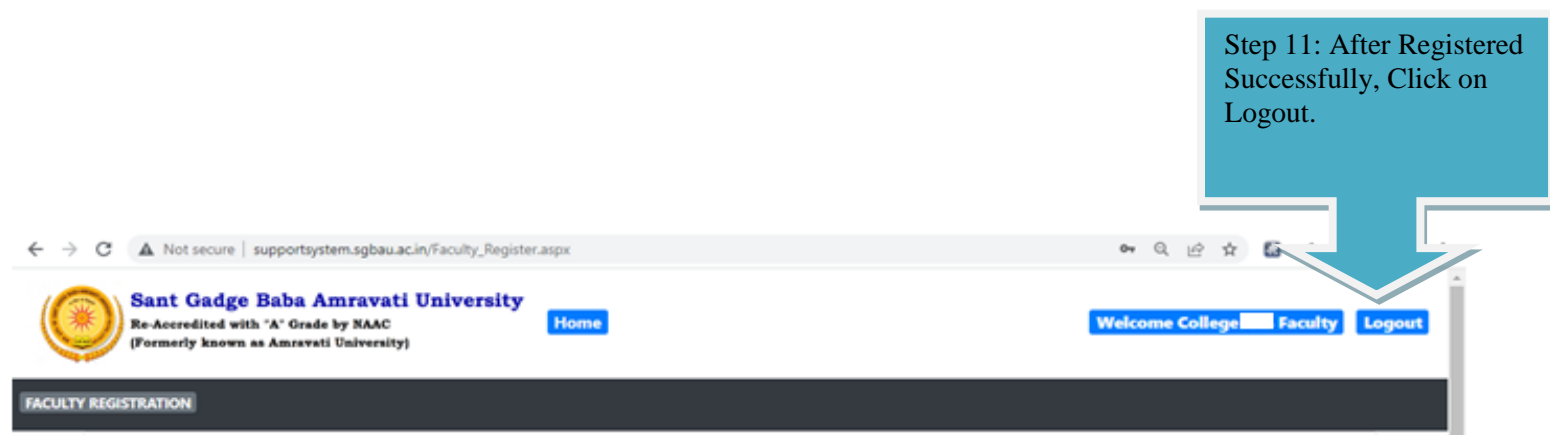 Step 11: After Registered
Successfully, Click on
Logout.
Not secure | supportsystem.sgbau.ac.in/Faculty_Register.aspx
Sant Gadge Baba Amravati University
Re-Accredited with "A" Grade by NAAC
(Formerly known as Amravati University)
Home
Welcome College Faculty
Logout
FACULTY REGISTRATION